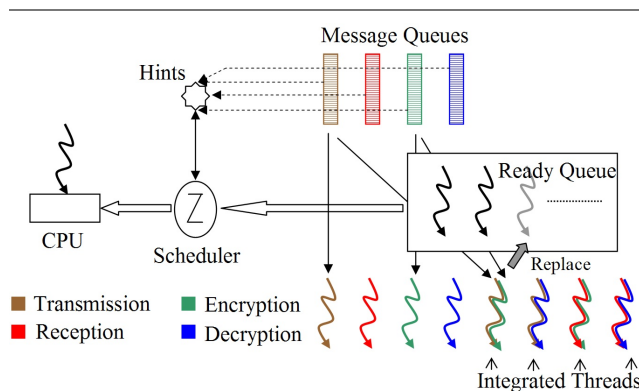 Message Queues
Hints
Ready Queue
CPU
Scheduler
Replace
Transmission
Encryption
Reception
Decryption
Integrated Threads